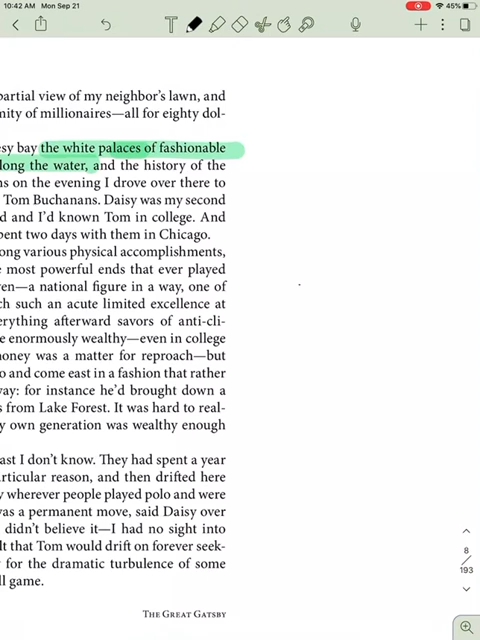 10:42 AM Mon Sep 21
45%
T
partial view of my neighbor's lawn, and
mity of millionaires—all for eighty dol-
esy bay the white palaces of fashionable
long the water, and the history of the
ns on the evening I drove over there to
Tom Buchanans. Daisy was my second
d and I'd known Tom in college. And
pent two days with them in Chicago.
ong various physical accomplishments,
e most powerful ends that ever played
en—a national figure in a way, one of
ch such an acute limited excellence at
erything afterward savors of anti-cli-
e enormously wealthy—even in college
money was a matter for reproach—but
o and come east in a fashion that rather
way: for instance he'd brought down a
s from Lake Forest. It was hard to real-
y own generation was wealthy enough
ast I don't know. They had spent a year
articular reason, and then drifted here
y wherever people played polo and were
was a permanent move, said Daisy over
didn't believe it—I had no sight into
lt that Tom would drift on forever seek-
y for the dramatic turbulence of some
ll game.
8
193
The Great Gatsby